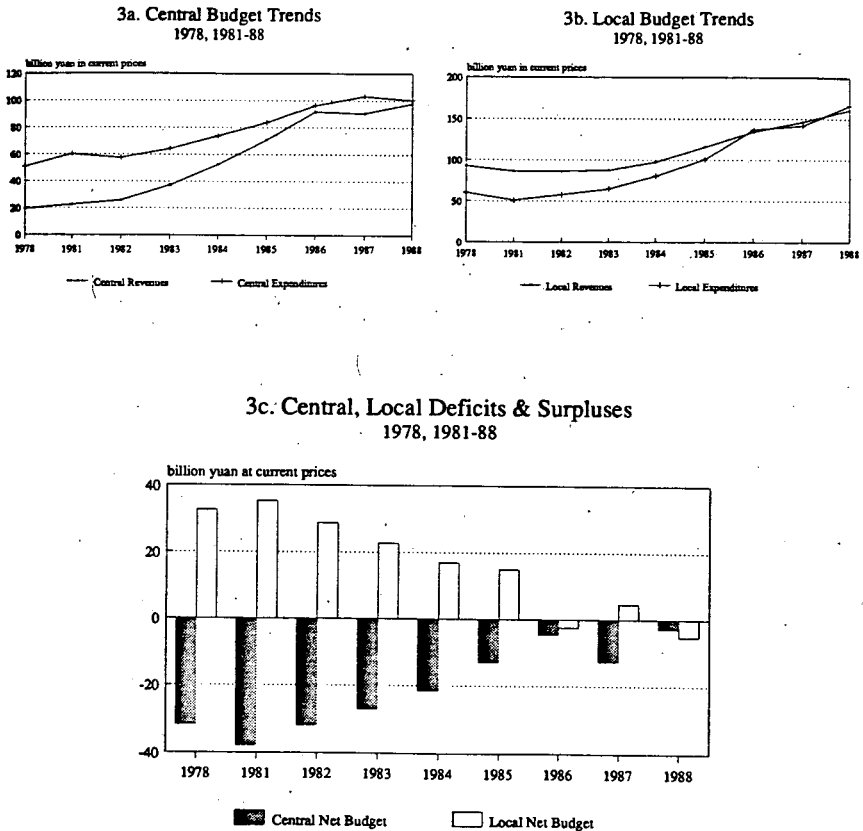 3a. Central Budget Trends
1978, 1981-88
billion yuan in current prices
120
100
80
60
40
20
0
1978 1981 1982 1983 1984 1985 1986 1987 1988
Central Revenues Central Expenditures
3b. Local Budget Trends
1978, 1981-88
billion yuan in current prices
200
150
100
50
0
1978 1981 1982 1983 1984 1985 1986 1987 1988
Local Revenues Local Expenditures
3c. Central, Local Deficits & Surpluses
1978, 1981-88
billion yuan at current prices
40
20
0
-20
-40
1978 1981 1982 1983 1984 1985 1986 1987 1988
Central Net Budget Local Net Budget